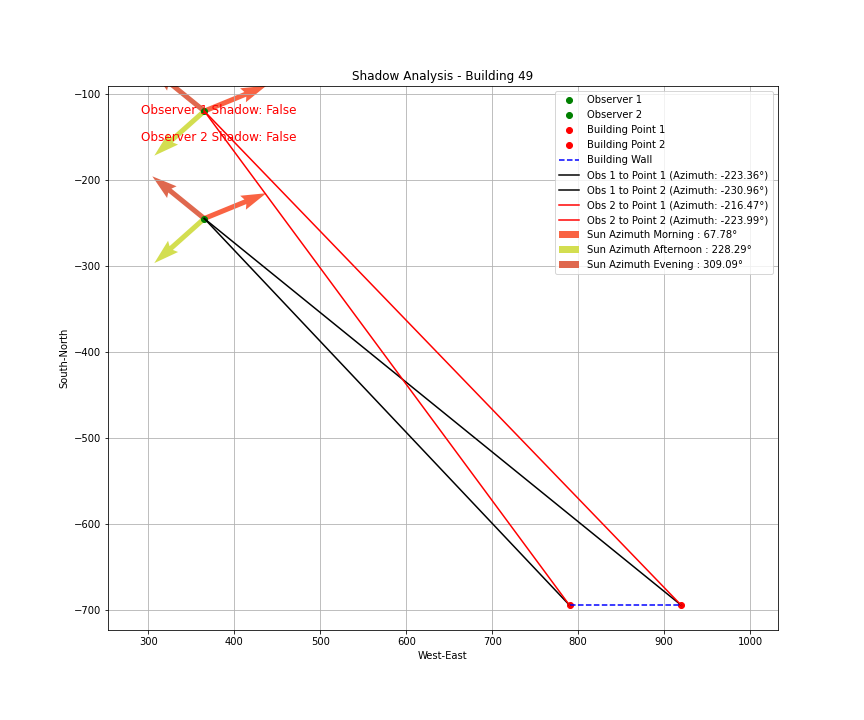 Shadow Analysis - Building 49
Observer 1 Shadow: False
Observer 2 Shadow: False
Observer 1
Observer 2
Building Point 1
Building Point 2
Building Wall
Obs 1 to Point 1 (Azimuth: -223.36°)
Obs 1 to Point 2 (Azimuth: -230.96°)
Obs 2 to Point 1 (Azimuth: -216.47°)
Obs 2 to Point 2 (Azimuth: -223.99°)
Sun Azimuth Morning : 67.78°
Sun Azimuth Afternoon : 228.29°
Sun Azimuth Evening : 309.09°
−100
−200
−300
−400
−500
−600
−700
South-North
300 400 500 600 700 800 900 1000
West-East